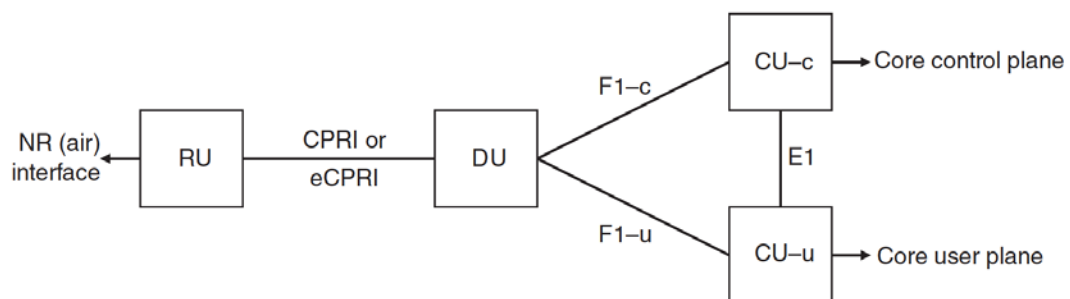 NR (air)
interface
RU
CPRI or
eCPRI
DU
F1–c
F1–u
CU–c
E1
CU–u
Core control plane
Core user plane